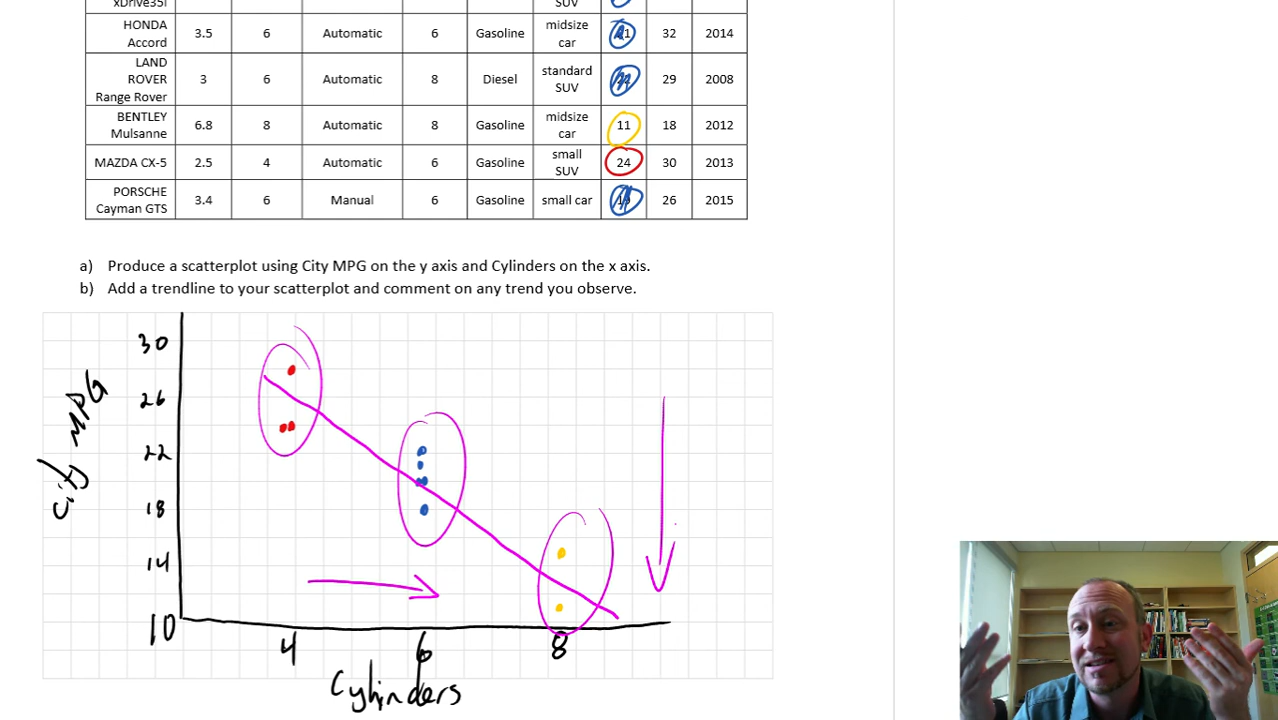 xDrive35i SUV
HONDA Accord 3.5 6 Automatic 6 Gasoline midsize car 32 2014
LAND ROVER Range Rover 3 6 Automatic 8 Diesel standard SUV 29 2008
BENTLEY Mulsanne 6.8 8 Automatic 8 Gasoline midsize car 11 18 2012
MAZDA CX-5 2.5 4 Automatic 6 Gasoline small SUV 24 30 2013
PORSCHE Cayman GTS 3.4 6 Manual 6 Gasoline small car 26 2015
a) Produce a scatterplot using City MPG on the y axis and Cylinders on the x axis.
b) Add a trendline to your scatterplot and comment on any trend you observe.
City MPG
30
26
22
18
14
10
4 6 8
Cylinders